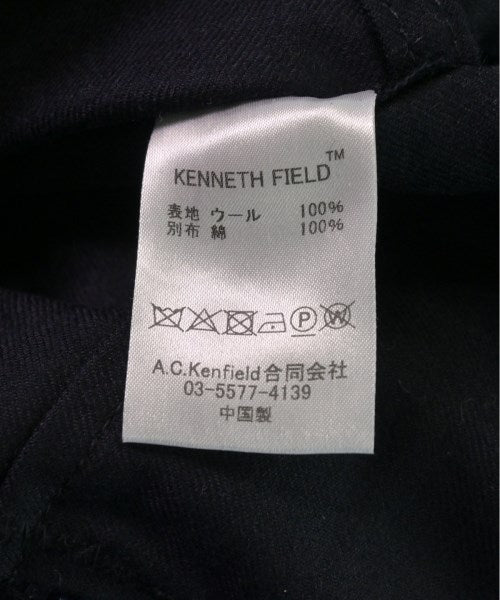 KENNETH FIELD™
表地 ウール 100%
別布 綿 100%
P W
A.C.Kenfield合同会社
03-5577-4139
中国製